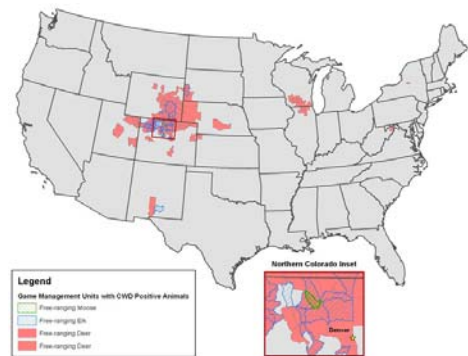 Northern Colorado Inset
Denver
Legend
Game Management Units with CWD Positive Animals
Free-ranging Moose
Free-ranging Elk
Free-ranging Deer
Free-ranging Deer